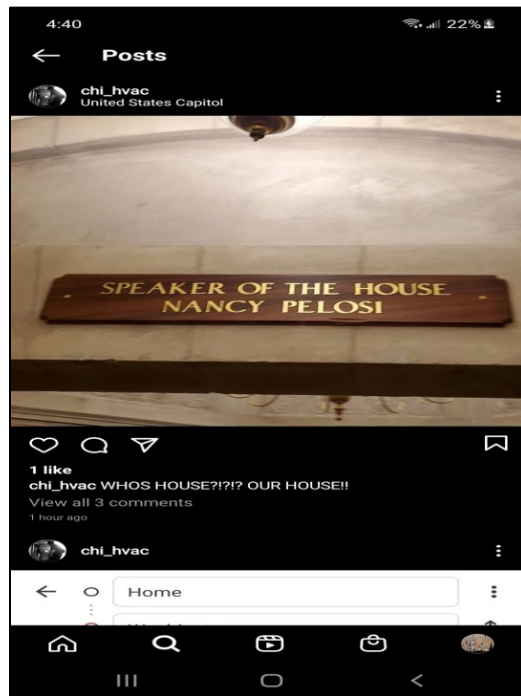 4:40
22%
Posts
chi_hvac
United States Capitol
SPEAKER OF THE HOUSE
NANCY PELOSI
1 like
chi_hvac WHOS HOUSE?!?!? OUR HOUSE!!
View all 3 comments
1 hour ago
chi_hvac
Home